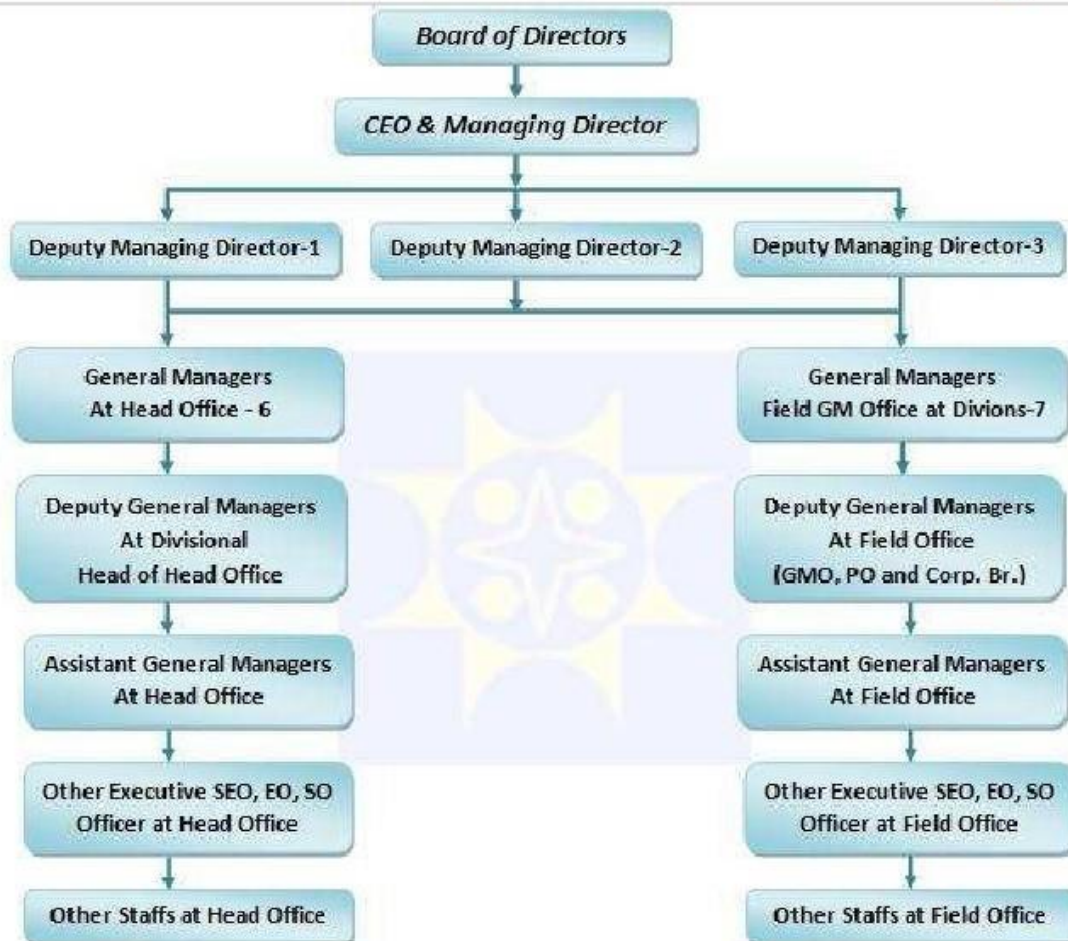 Board of Directors
CEO & Managing Director
Deputy Managing Director-1
Deputy Managing Director-2
Deputy Managing Director-3
General Managers
At Head Office - 6
General Managers
Field GM Office at Divions-7
Deputy General Managers
At Divisional
Head of Head Office
Deputy General Managers
At Field Office
(GMO, PO and Corp. Br.)
Assistant General Managers
At Head Office
Assistant General Managers
At Field Office
Other Executive SEO, EO, SO
Officer at Head Office
Other Executive SEO, EO, SO
Officer at Field Office
Other Staffs at Head Office
Other Staffs at Field Office